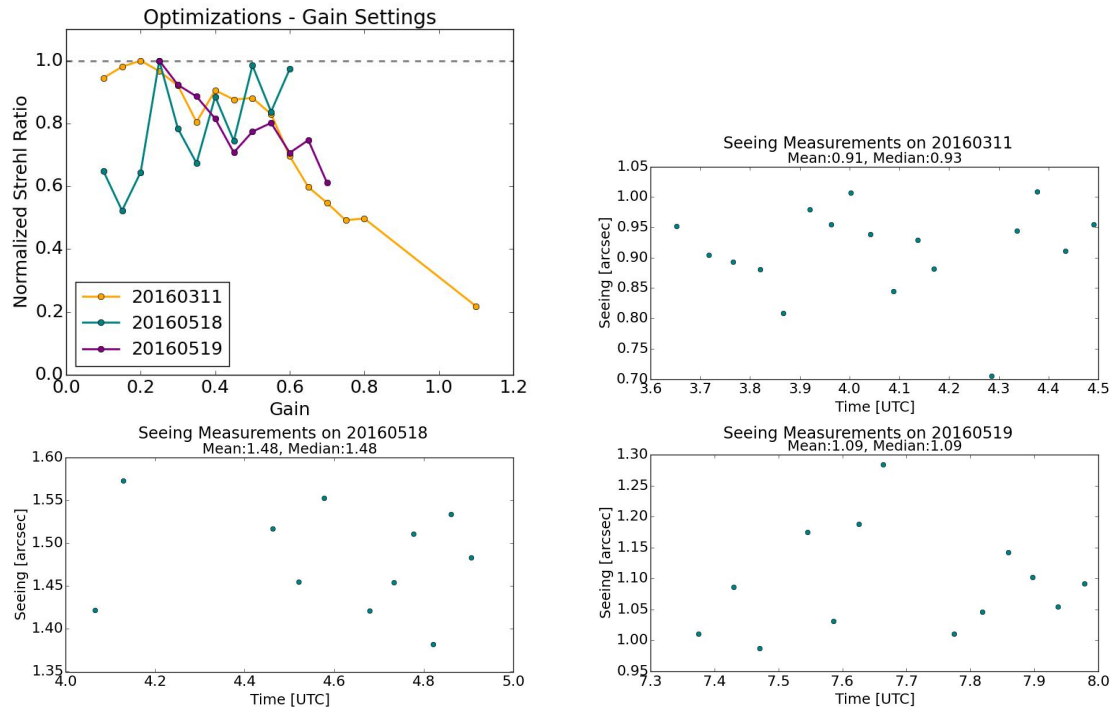 Optimizations - Gain Settings
1.0
0.8
0.6
0.4
0.2
0.0
Normalized Strehl Ratio
20160311
20160518
20160519
0.0 0.2 0.4 0.6 0.8 1.0 1.2
Gain
Seeing Measurements on 20160311
Mean:0.91, Median:0.93
1.05
1.00
0.95
0.90
0.85
0.80
0.75
0.70
Seeing [arcsec]
3.6 3.7 3.8 3.9 4.0 4.1 4.2 4.3 4.4 4.5
Time [UTC]
Seeing Measurements on 20160518
Mean:1.48, Median:1.48
1.60
1.55
1.50
1.45
1.40
1.35
Seeing [arcsec]
4.0 4.2 4.4 4.6 4.8 5.0
Time [UTC]
Seeing Measurements on 20160519
Mean:1.09, Median:1.09
1.30
1.25
1.20
1.15
1.10
1.05
1.00
0.95
Seeing [arcsec]
7.3 7.4 7.5 7.6 7.7 7.8 7.9 8.0
Time [UTC]